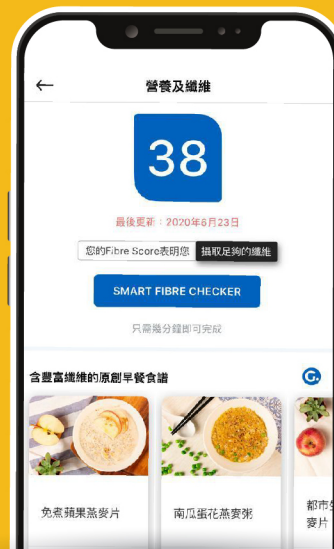 營養及纖維
38
最後更新：2020年6月23日
您的Fibre Score表明您 攝取足夠的纖維
SMART FIBRE CHECKER
只需幾分鐘即可完成
含豐富纖維的原創早餐食譜
G.
免煮蘋果燕麥片
南瓜蛋花燕麥粥
都市
麥片